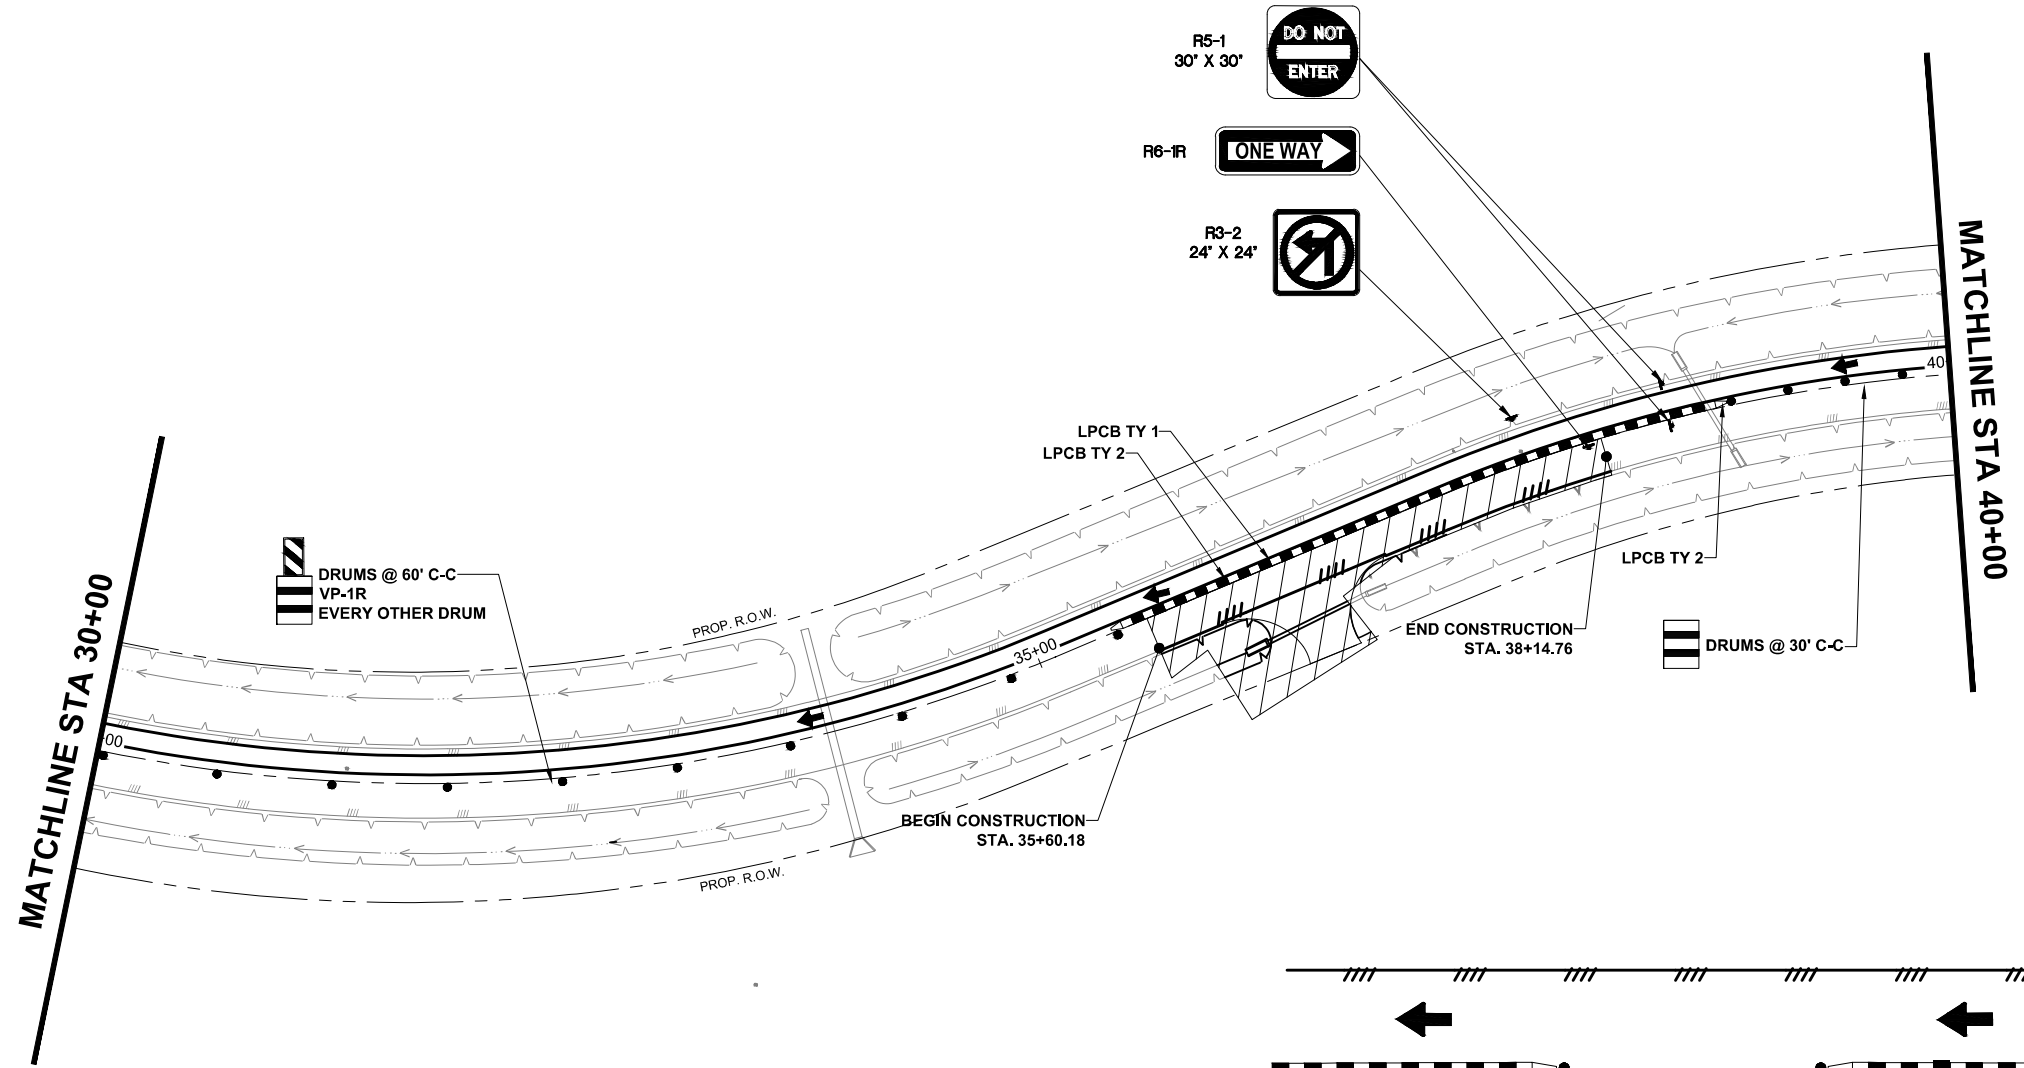 R5-1
30" X 30"
DO NOT
ENTER
R6-1R
ONE WAY
R3-2
24" X 24"
MATCHLINE STA 40+00
40
LPCB TY 1
LPCB TY 2
DRUMS @ 60' C-C
VP-1R
EVERY OTHER DRUM
PROP. R.O.W.
35+00
LPCB TY 2
END CONSTRUCTION
STA. 38+14.76
DRUMS @ 30' C-C
MATCHLINE STA 30+00
00
BEGIN CONSTRUCTION
STA. 35+60.18
PROP. R.O.W.